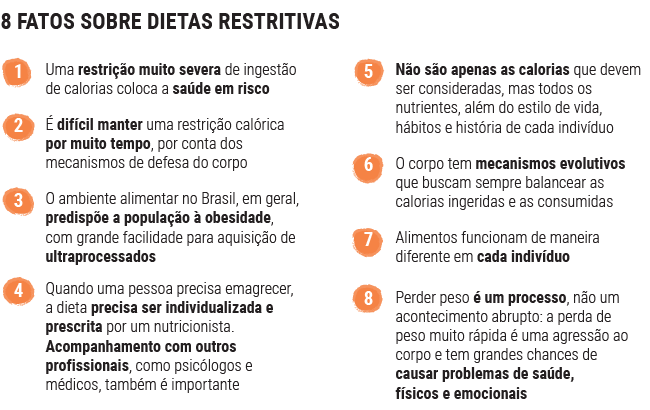 8 FATOS SOBRE DIETAS RESTRITIVAS
1
Uma restrição muito severa de ingestão
de calorias coloca a saúde em risco
2
É difícil manter uma restrição calórica
por muito tempo, por conta dos
mecanismos de defesa do corpo
3
O ambiente alimentar no Brasil, em geral,
predispõe a população à obesidade,
com grande facilidade para aquisição de
ultraprocessados
4
Quando uma pessoa precisa emagrecer,
a dieta precisa ser individualizada e
prescrita por um nutricionista.
Acompanhamento com outros
profissionais, como psicólogos e
médicos, também é importante
5
Não são apenas as calorias que devem
ser consideradas, mas todos os
nutrientes, além do estilo de vida,
hábitos e história de cada indivíduo
6
O corpo tem mecanismos evolutivos
que buscam sempre balancear as
calorias ingeridas e as consumidas
7
Alimentos funcionam de maneira
diferente em cada indivíduo
8
Perder peso é um processo, não um
acontecimento abrupto: a perda de
peso muito rápida é uma agressão ao
corpo e tem grandes chances de
causar problemas de saúde,
físicos e emocionais